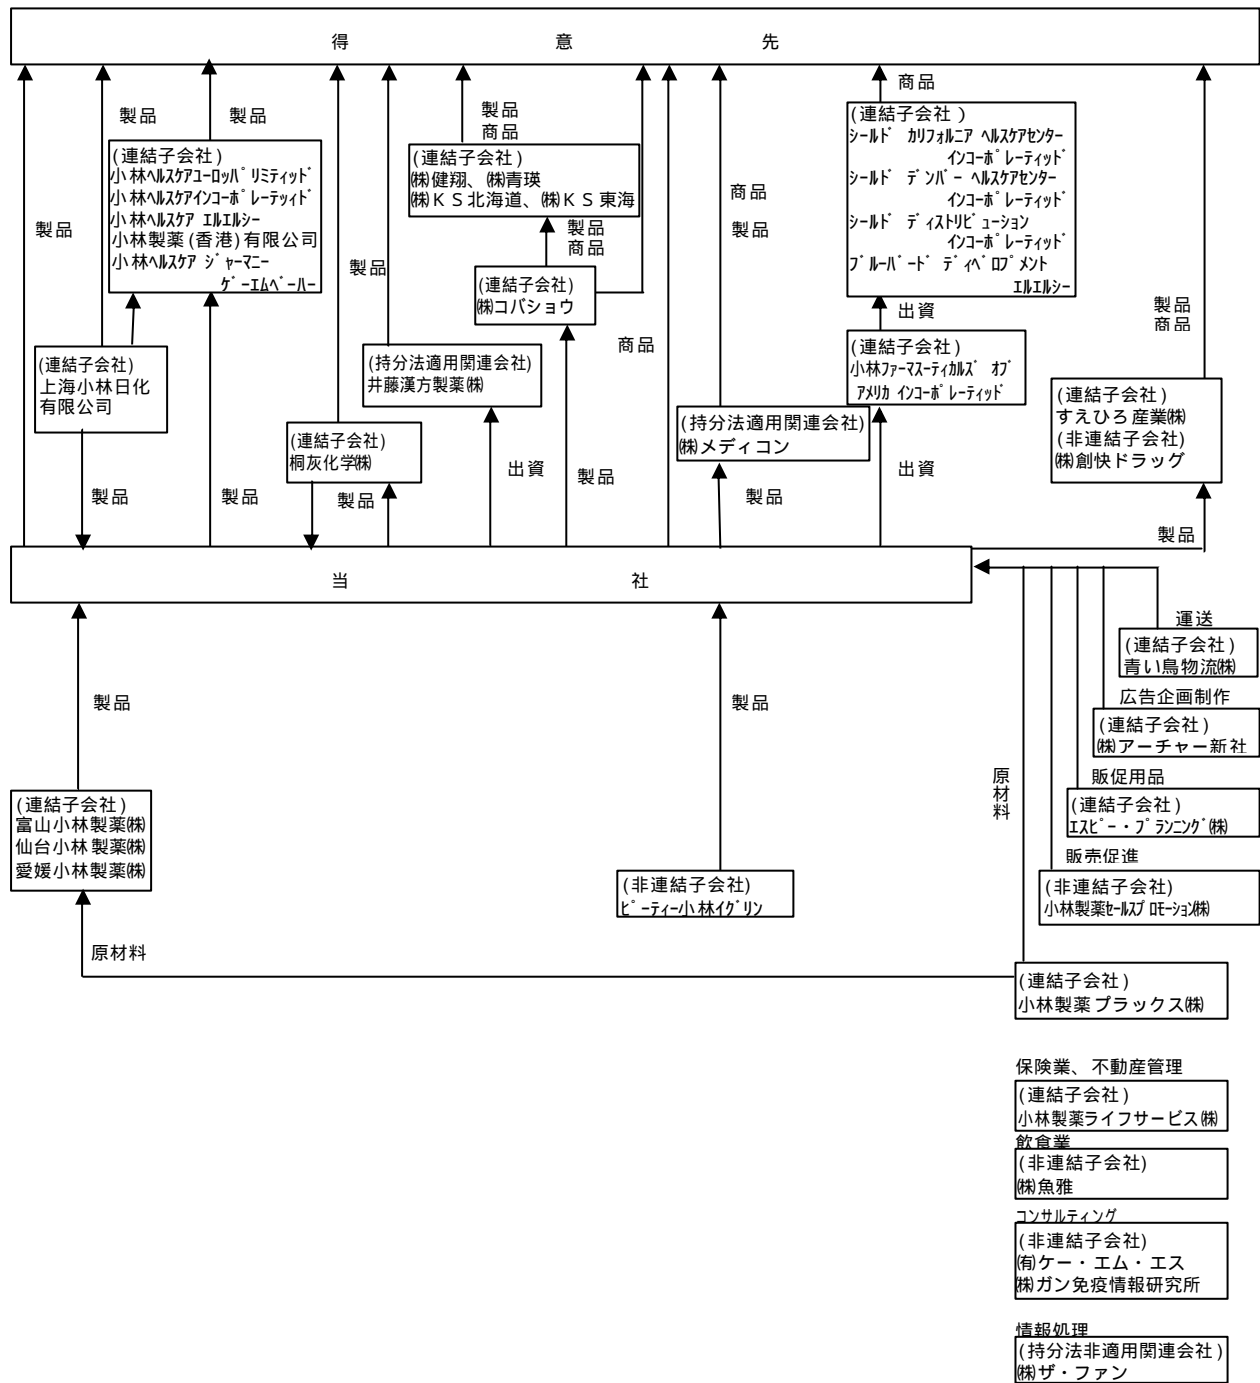 得 意 先
製品
製品
製品
商品
商品
(連結子会社)
小林ヘルスケアユーロッパ リミティッド
小林ヘルスケアインコーポレーテッィド
小林ヘルスケア エルエルシー
小林製薬(香港)有限公司
小林ヘルスケア ジャーマニー
ゲーエムベーハー
(連結子会社)
㈱健翔、㈱青瑛
㈱KS北海道、㈱KS東海
(連結子会社)
シールド カリフォルニア ヘルスケアセンター
インコーポレーティッド
シールド デンバー ヘルスケアセンター
インコーポレーティッド
シールド ディストリビューション
インコーポレーティッド
ブルーバード ディベロプメント
エルエルシー
製品
製品
製品
商品
商品
製品
(連結子会社)
㈱コバショウ
出資
製品
商品
商品
(連結子会社)
上海小林日化
有限公司
(持分法適用関連会社)
井藤漢方製薬㈱
(連結子会社)
小林ファーマスーティカルズ オブ
アメリカ インコーポレーティッド
(連結子会社)
すえひろ産業㈱
(非連結子会社)
㈱創快ドラッグ
(連結子会社)
桐灰化学㈱
(持分法適用関連会社)
㈱メディコン
製品
製品
製品
出資
製品
製品
出資
製品
当 社
運送
(連結子会社)
青い鳥物流㈱
製品
製品
広告企画制作
(連結子会社)
㈱アーチャー新社
原材料
販促用品
(連結子会社)
エスピー・プランニング㈱
(連結子会社)
富山小林製薬㈱
仙台小林製薬㈱
愛媛小林製薬㈱
販売促進
(非連結子会社)
小林製薬セールスプロモーション㈱
(非連結子会社)
ピーティー小林イグリン
原材料
(連結子会社)
小林製薬プラックス㈱
保険業、不動産管理
(連結子会社)
小林製薬ライフサービス㈱
飲食業
(非連結子会社)
㈱魚雅
コンサルティング
(非連結子会社)
㈲ケー・エム・エス
㈱ガン免疫情報研究所
情報処理
(持分法非適用関連会社)
㈱ザ・ファン